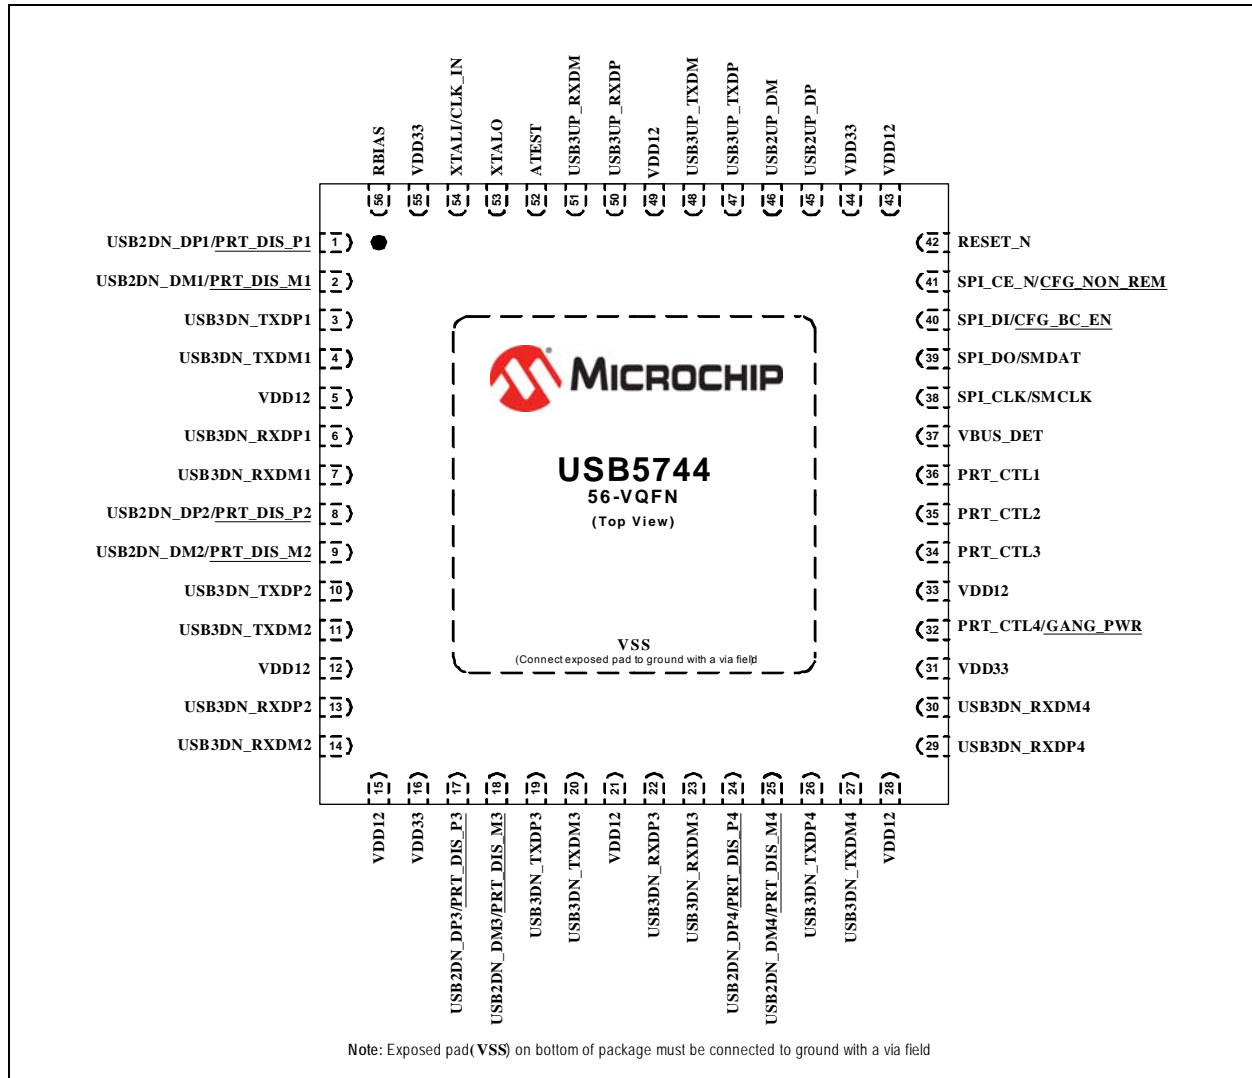 RBIAS
VDD33
XTALI/CLK_IN
XTALO
ATEST
USB3UP_RXDM
USB3UP_RXDP
VDD12
USB3UP_TXDM
USB3UP_TXDP
USB2UP_DM
USB2UP_DP
VDD33
VDD12
56 55 54 53 52 51 50 49 48 47 46 45 44 43
USB2DN_DP1/PRT_DIS_P1 1
USB2DN_DM1/PRT_DIS_M1 2
USB3DN_TXDP1 3
USB3DN_TXDM1 4
VDD12 5
USB3DN_RXDP1 6
USB3DN_RXDM1 7
USB2DN_DP2/PRT_DIS_P2 8
USB2DN_DM2/PRT_DIS_M2 9
USB3DN_TXDP2 10
USB3DN_TXDM2 11
VDD12 12
USB3DN_RXDP2 13
USB3DN_RXDM2 14
MICROCHIP
USB5744
56-VQFN
(Top View)
VSS
(Connect exposed pad to ground with a via field
42 RESET_N
41 SPI_CE_N/CFG_NON_REM
40 SPI_DI/CFG_BC_EN
39 SPI_DO/SMDAT
38 SPI_CLK/SMCLK
37 VBUS_DET
36 PRT_CTL1
35 PRT_CTL2
34 PRT_CTL3
33 VDD12
32 PRT_CTL4/GANG_PWR
31 VDD33
30 USB3DN_RXDM4
29 USB3DN_RXDP4
15 16 17 18 19 20 21 22 23 24 25 26 27 28
VDD12
VDD33
USB2DN_DP3/PRT_DIS_P3
USB2DN_DM3/PRT_DIS_M3
USB3DN_TXDP3
USB3DN_TXDM3
VDD12
USB3DN_RXDP3
USB3DN_RXDM3
USB2DN_DP4/PRT_DIS_P4
USB2DN_DM4/PRT_DIS_M4
USB3DN_TXDP4
USB3DN_TXDM4
VDD12
Note: Exposed pad(VSS) on bottom of package must be connected to ground with a via field